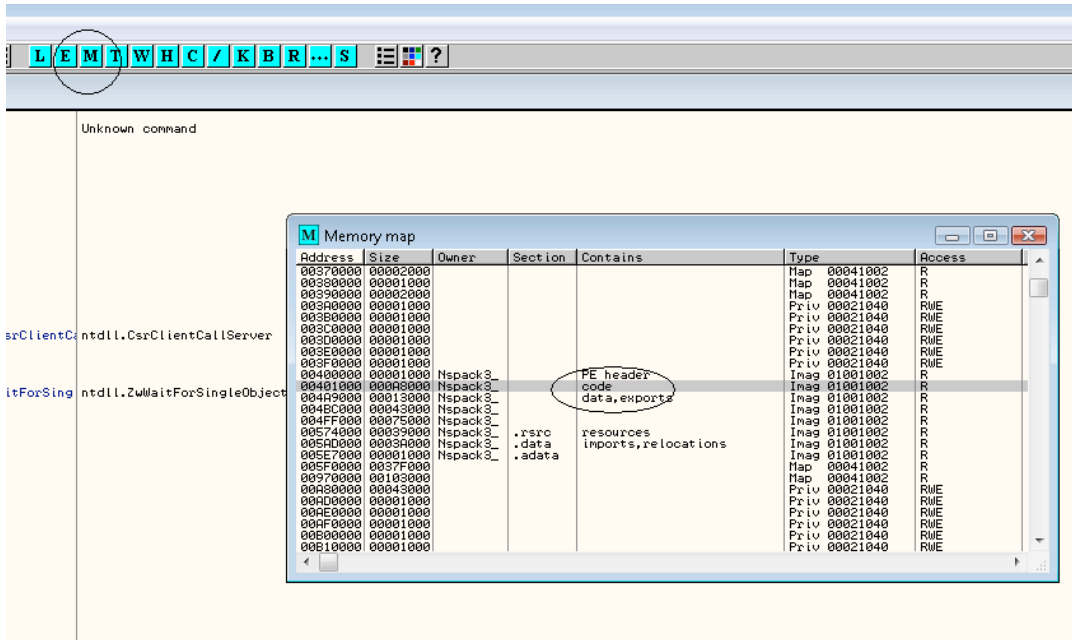 L E M T W H C / K B R ... S ?
Unknown command
srClientCa ntdll.CsrClientCallServer
itForSing ntdll.ZwWaitForSingleObject
M Memory map
Address Size Owner Section Contains Type Access
00370000 00002000 Map 00041002 R
00380000 00001000 Map 00041002 R
00390000 00002000 Map 00041002 R
003A0000 00001000 Priv 00021040 RWE
003B0000 00001000 Priv 00021040 RWE
003C0000 00001000 Priv 00021040 RWE
003D0000 00001000 Priv 00021040 RWE
003E0000 00001000 Priv 00021040 RWE
003F0000 00001000 Priv 00021040 RWE
00400000 00001000 Nspack3_ PE header Imag 01001002 R
00401000 000A8000 Nspack3_ code Imag 01001002 R
004A9000 00013000 Nspack3_ data,exports Imag 01001002 R
004BC000 00043000 Nspack3_ Imag 01001002 R
004FF000 00075000 Nspack3_ Imag 01001002 R
00574000 00039000 Nspack3_ .rsrc resources Imag 01001002 R
005AD000 0003A000 Nspack3_ .data imports,relocations Imag 01001002 R
005E7000 00001000 Nspack3_ .adata Imag 01001002 R
005F0000 0037F000 Map 00041002 R
00970000 00103000 Map 00041002 R
00A80000 00043000 Priv 00021040 RWE
00AD0000 00001000 Priv 00021040 RWE
00AE0000 00001000 Priv 00021040 RWE
00AF0000 00001000 Priv 00021040 RWE
00B00000 00001000 Priv 00021040 RWE
00B10000 00001000 Priv 00021040 RWE